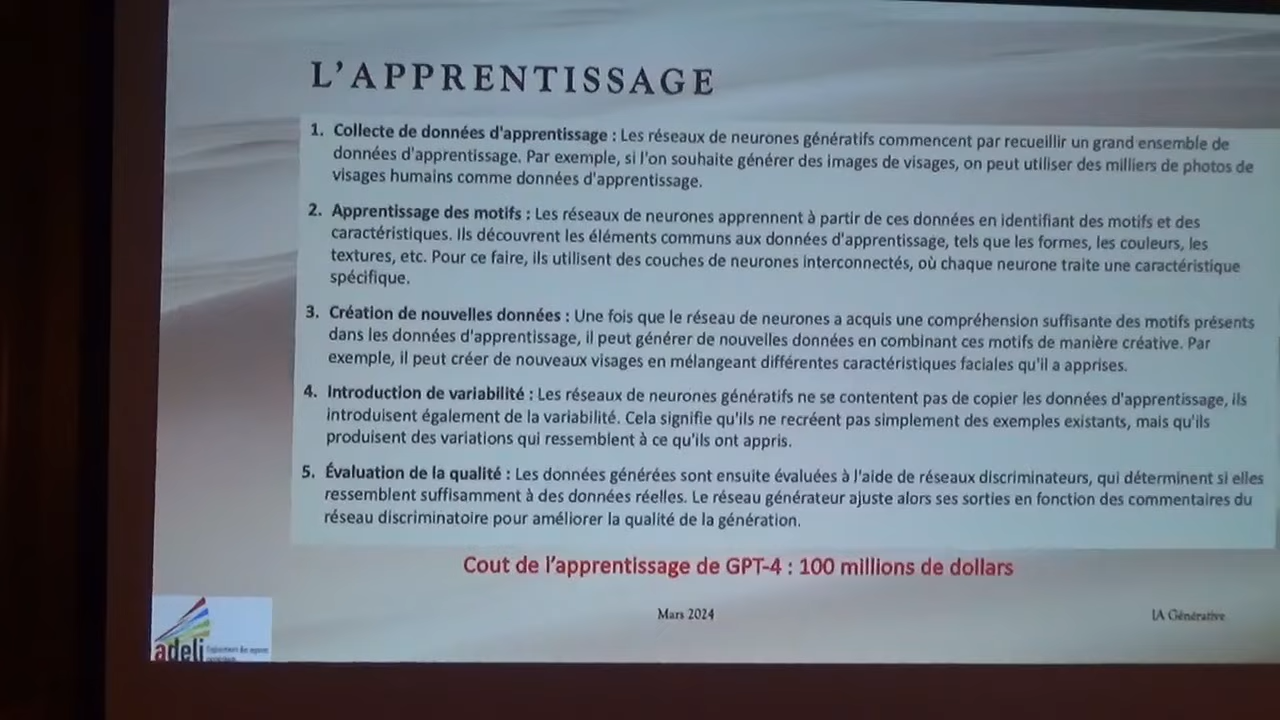 L'APPRENTISSAGE
1. Collecte de données d'apprentissage : Les réseaux de neurones génératifs commencent par recueillir un grand ensemble de
données d'apprentissage. Par exemple, si l'on souhaite générer des images de visages, on peut utiliser des milliers de photos de
visages humains comme données d'apprentissage.
2. Apprentissage des motifs : Les réseaux de neurones apprennent à partir de ces données en identifiant des motifs et des
caractéristiques. Ils découvrent les éléments communs aux données d'apprentissage, tels que les formes, les couleurs, les
textures, etc. Pour ce faire, ils utilisent des couches de neurones interconnectés, où chaque neurone traite une caractéristique
spécifique.
3. Création de nouvelles données : Une fois que le réseau de neurones a acquis une compréhension suffisante des motifs présents
dans les données d'apprentissage, il peut générer de nouvelles données en combinant ces motifs de manière créative. Par
exemple, il peut créer de nouveaux visages en mélangeant différentes caractéristiques faciales qu'il a apprises.
4. Introduction de variabilité : Les réseaux de neurones génératifs ne se contentent pas de copier les données d'apprentissage, ils
introduisent également de la variabilité. Cela signifie qu'ils ne recréent pas simplement des exemples existants, mais qu'ils
produisent des variations qui ressemblent à ce qu'ils ont appris.
5. Évaluation de la qualité : Les données générées sont ensuite évaluées à l'aide de réseaux discriminateurs, qui déterminent si elles
ressemblent suffisamment à des données réelles. Le réseau générateur ajuste alors ses sorties en fonction des commentaires du
réseau discriminatoire pour améliorer la qualité de la génération.
Cout de l'apprentissage de GPT-4 : 100 millions de dollars
Mars 2024
IA Générative
adeli